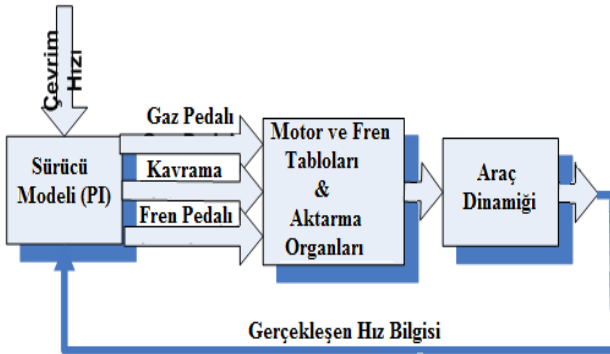 Çevrim
Hızı
Gaz Pedalı
Kavrama
Fren Pedalı
Sürücü
Modeli (PI)
Motor ve Fren
Tabloları
&
Aktarma
Organları
Araç
Dinamiği
Gerçekleşen Hız Bilgisi